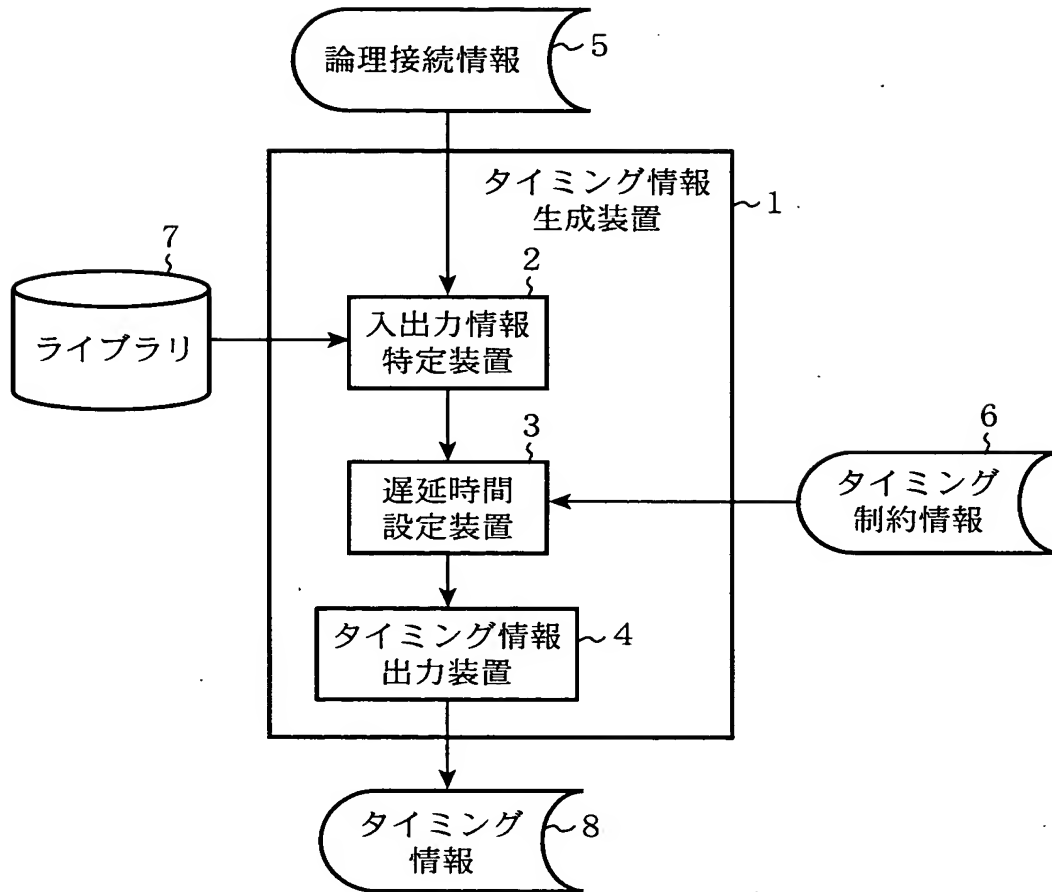 論理接続情報
5
タイミング情報
生成装置
1
7
ライブラリ
2
入出力情報
特定装置
3
遅延時間
設定装置
6
タイミング
制約情報
タイミング情報
出力装置
4
タイミング
情報
8